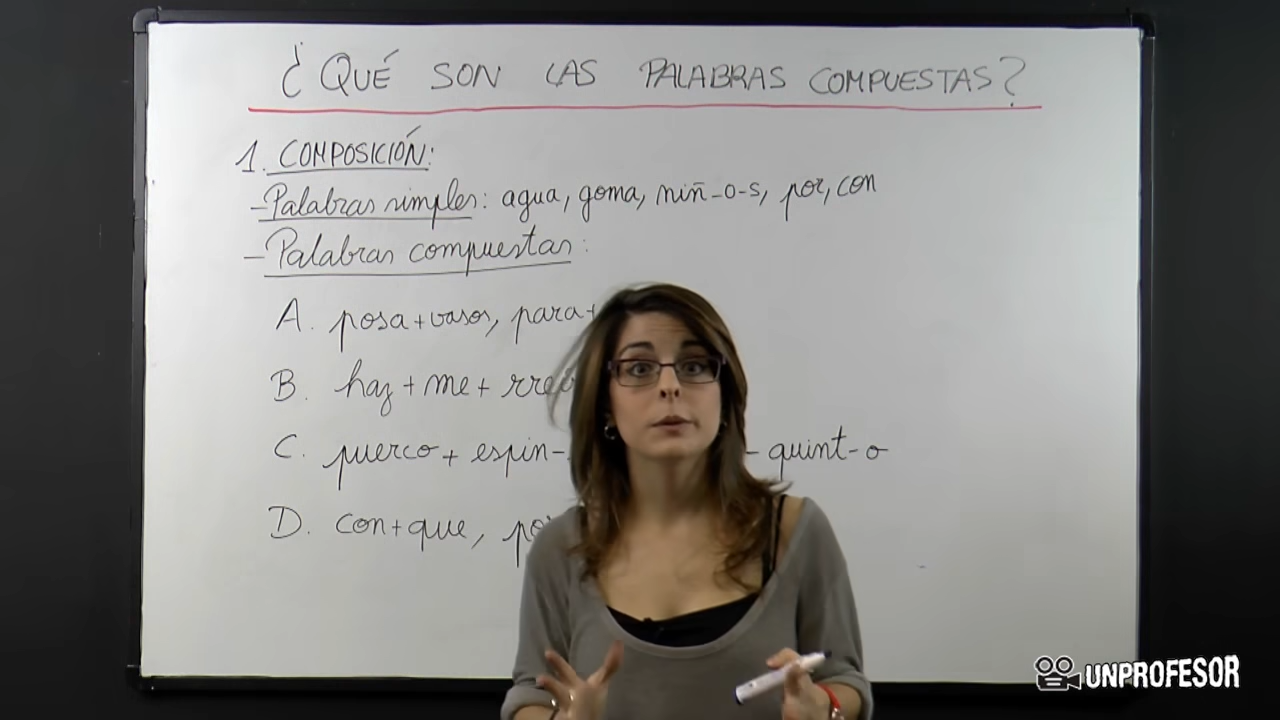 ¿QUÉ SON LAS PALABRAS COMPUESTAS?
1. COMPOSICIÓN:
-Palabras simples: agua, goma, niñ-o-s, por, con
-Palabras compuestas:
A. posa+vasos, para+
B. haz+me+rre
C. puerco+espin- - quint-o
D. con+que, po
UNPROFESOR